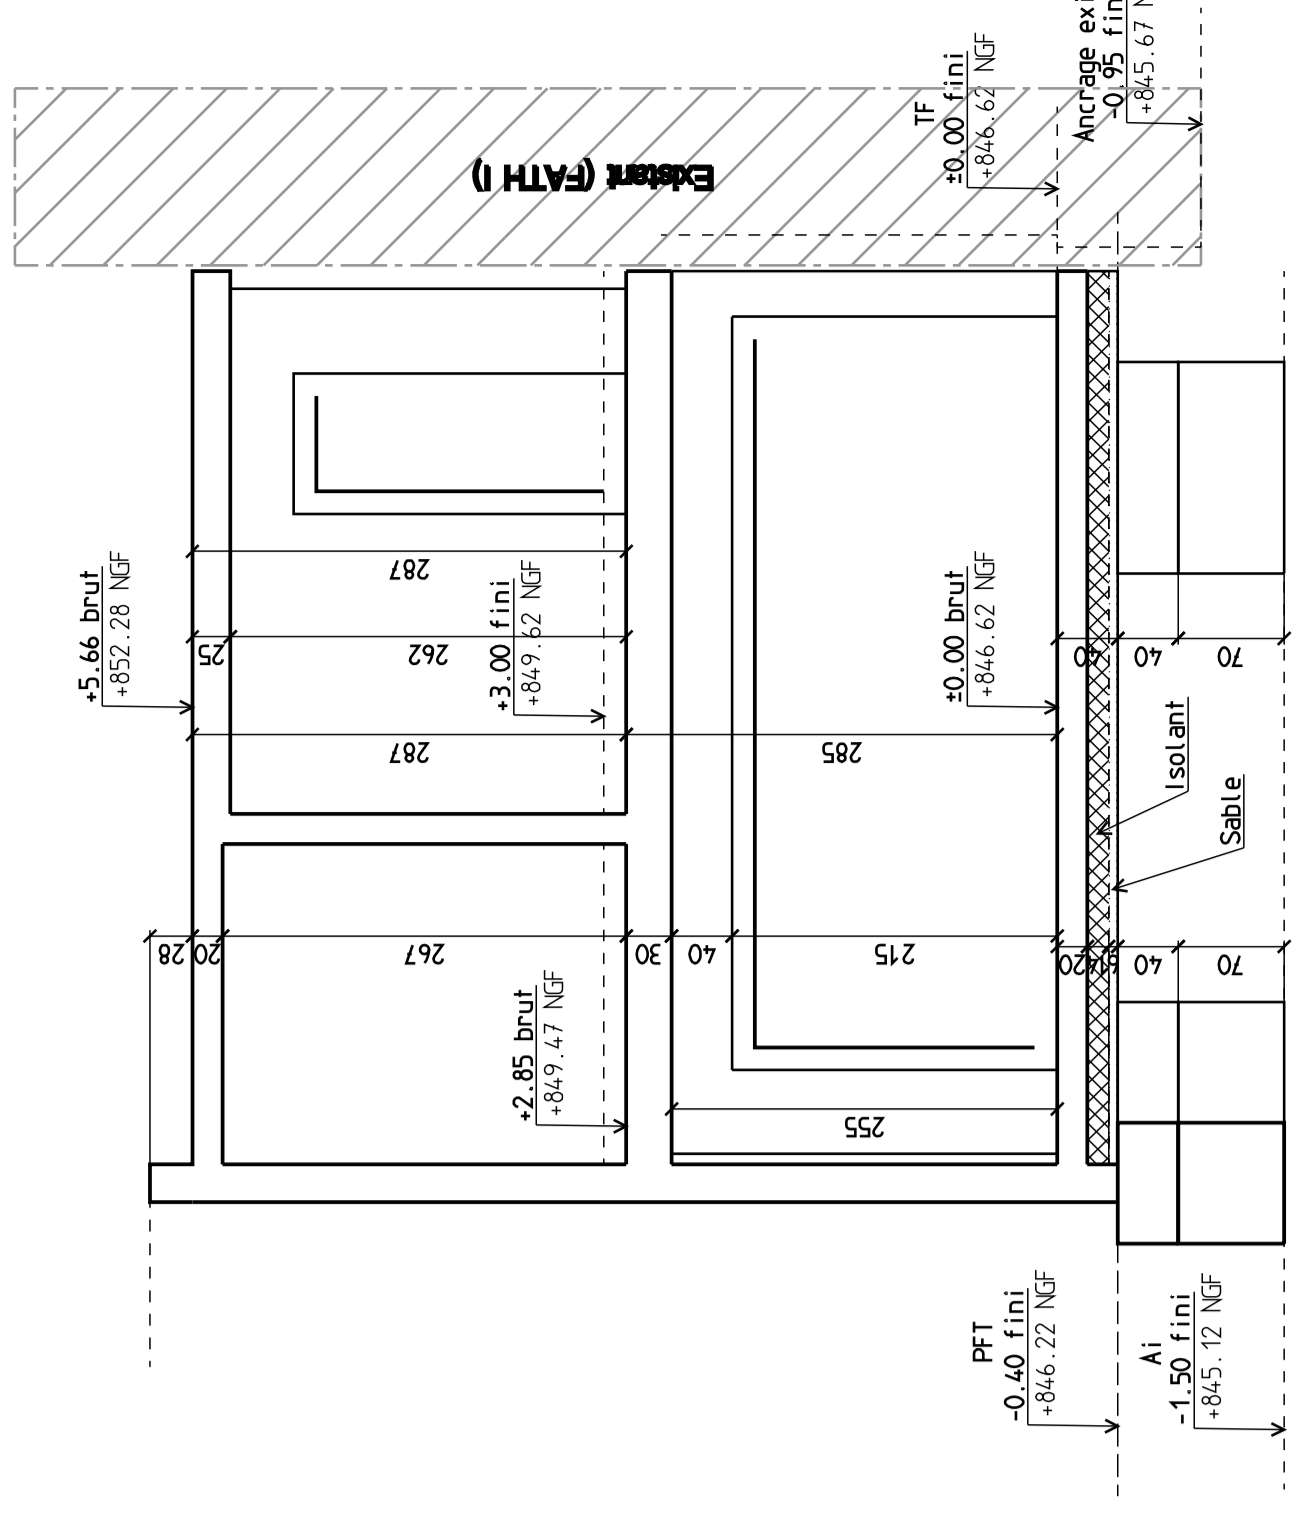 Existant (FATH I)
TF
±0.00 fini
+846.62 NGF
-0.95 fin
+845.67 N
+5.66 brut
+852.28 NGF
287
25
262
+3.00 fini
+849.62 NGF
287
285
±0.00 brut
+846.62 NGF
40
40
70
Isolant
Sable
28
20
267
30
40
215
20
40
70
+2.85 brut
+849.47 NGF
255
PFT
-0.40 fini
+846.22 NGF
Ai
-1.50 fini
+845.12 NGF
Ancrage